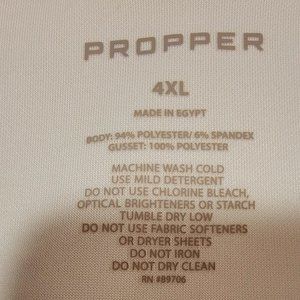 PROPPER
4XL
MADE IN EGYPT
BODY: 94% POLYESTER/ 6% SPANDEX
GUSSET: 100% POLYESTER
MACHINE WASH COLD
USE MILD DETERGENT
DO NOT USE CHLORINE BLEACH,
OPTICAL BRIGHTENERS OR STARCH
TUMBLE DRY LOW
DO NOT USE FABRIC SOFTENERS
OR DRYER SHEETS
DO NOT IRON
DO NOT DRY CLEAN
RN #89706